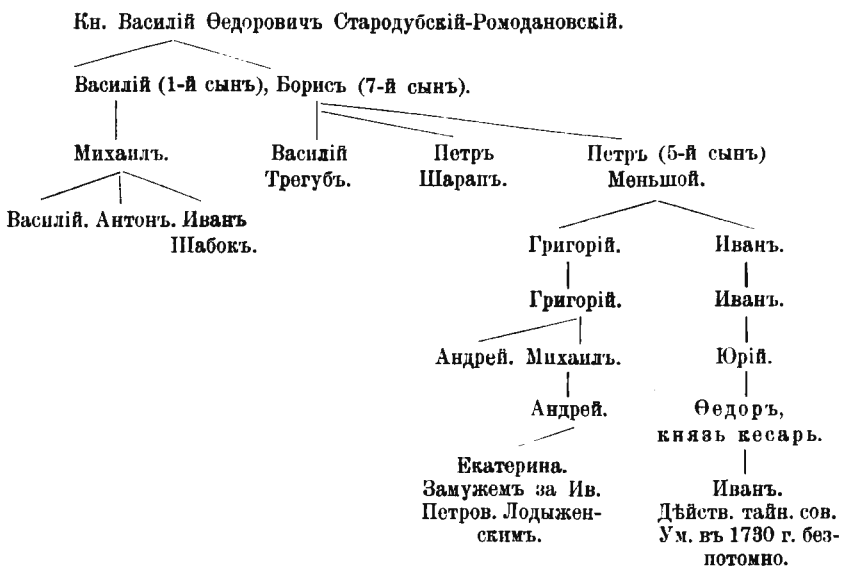 Кн. Василій Ѳедоровичъ Стародубскій-Ромодановскій.
Василій (1-й сынъ), Борисъ (7-й сынъ).
Михаилъ. Василій Петръ Петръ (5-й сынъ)
Трегубъ. Шарапъ. Меньшой.
Василій. Антонъ. Иванъ
Шабок.
Григорій. Иванъ.
Григорій. Иванъ.
Андрей. Михаилъ. Юрій.
Андрей. Ѳедоръ,
князь кесарь.
Екатерина.
Замужемъ за Ив. Иванъ.
Петров. Лодыжен- Дѣйств. тайн. сов.
скимъ. Ум. въ 1730 г. без-
потомно.